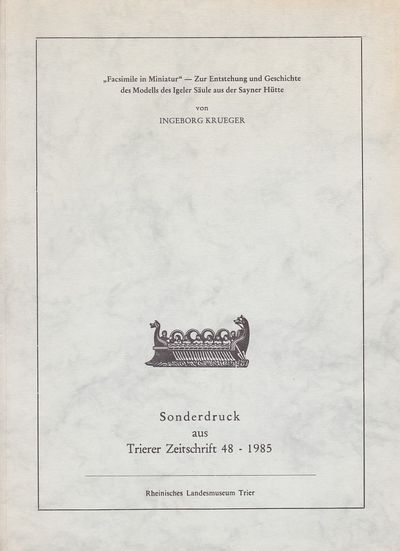 „Facsimile in Miniatur“ — Zur Entstehung und Geschichte
des Modells des Igeler Säule aus der Sayner Hütte
von
INGEBORG KRUEGER
Sonderdruck
aus
Trierer Zeitschrift 48 - 1985
Rheinisches Landesmuseum Trier